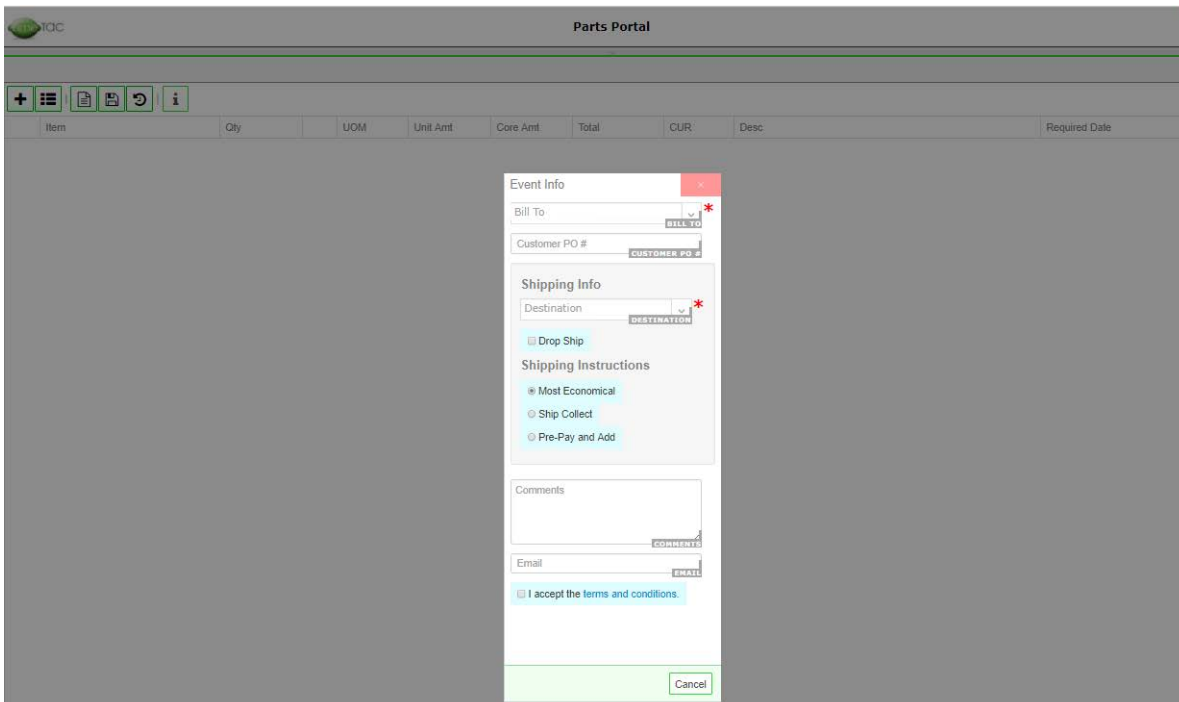 Tac
Parts Portal
i
Item Qty UOM Unit Amt Core Amt Total CUR Desc Required Date
Event Info ×
Bill To *
BILL TO
Customer PO #
CUSTOMER PO #
Shipping Info
Destination *
DESTINATION
Drop Ship
Shipping Instructions
Most Economical
Ship Collect
Pre-Pay and Add
Comments
COMMENTS
Email
EMAIL
I accept the terms and conditions.
Cancel